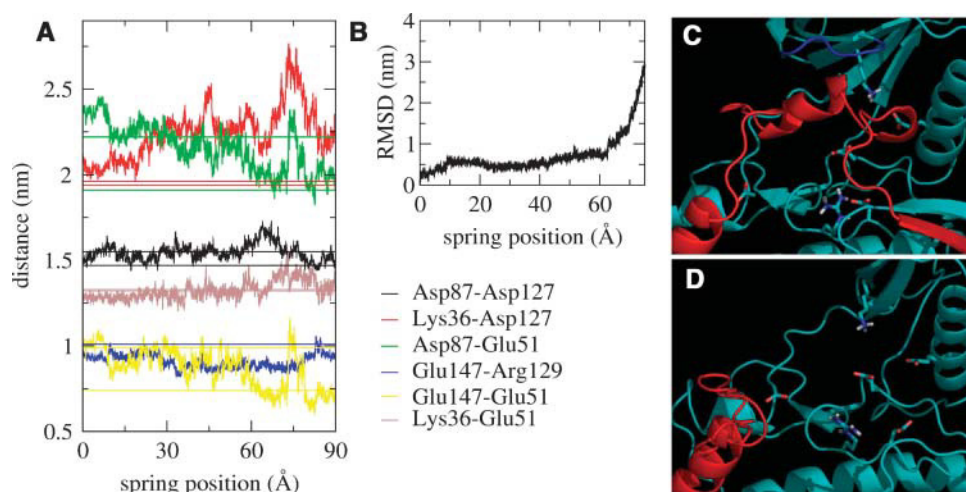 A
2.5
2
1.5
1
0.5
distance (nm)
0 30 60 90
spring position (Å)
B
4
3
2
1
0
RMSD (nm)
0 20 40 60
spring position (Å)
Asp87-Asp127
Lys36-Asp127
Asp87-Glu51
Glu147-Arg129
Glu147-Glu51
Lys36-Glu51
C
D